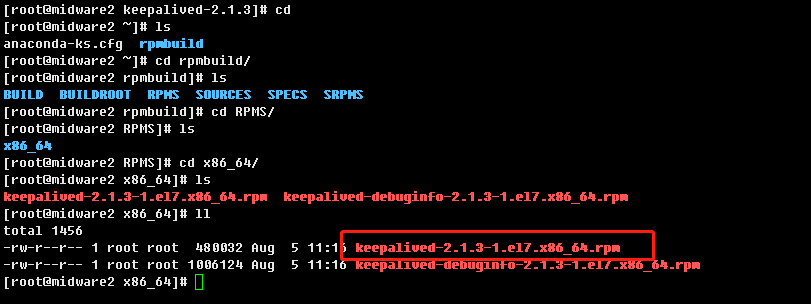 [root@midware2 keepalived-2.1.3]# cd
[root@midware2 ~]# ls
anaconda-ks.cfg  rpmbuild
[root@midware2 ~]# cd rpmbuild/
[root@midware2 rpmbuild]# ls
BUILD  BUILDROOT  RPMS  SOURCES  SPECS  SRPMS
[root@midware2 rpmbuild]# cd RPMS/
[root@midware2 RPMS]# ls
x86_64
[root@midware2 RPMS]# cd x86_64/
[root@midware2 x86_64]# ls
keepalived-2.1.3-1.el7.x86_64.rpm  keepalived-debuginfo-2.1.3-1.el7.x86_64.rpm
[root@midware2 x86_64]# ll
total 1456
-rw-r--r-- 1 root root  480032 Aug  5 11:16 keepalived-2.1.3-1.el7.x86_64.rpm
-rw-r--r-- 1 root root 1006124 Aug  5 11:16 keepalived-debuginfo-2.1.3-1.el7.x86_64.rpm
[root@midware2 x86_64]#